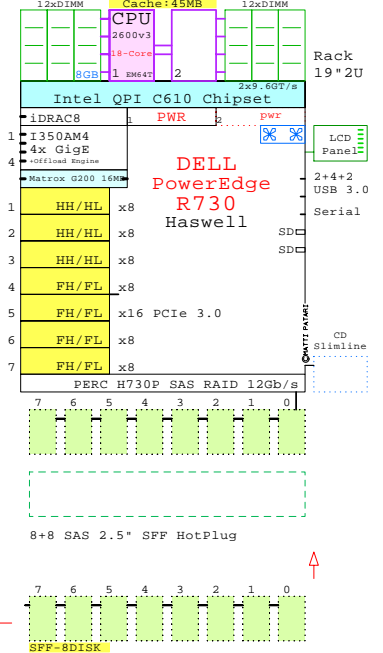 12xDIMM Cache:45MB 12xDIMM
CPU
2600v3
18-Core
8GB 1 EM64T 2
Rack
19"2U
2x9.6GT/s
Intel QPI C610 Chipset
iDRAC8 1 PWR 2 pwr
1 I350AM4
4x GigE
4 +Offload Engine
Matrox G200 16MB
LCD
Panel
DELL
PowerEdge
R730
Haswell
2+4+2
USB 3.0
Serial
SD
SD
1 HH/HL x8
2 HH/HL x8
3 HH/HL x8
4 FH/FL x8
5 FH/FL x16 PCIe 3.0
6 FH/FL x8
7 FH/FL x8
©MATTI PATARI
CD
Slimline
PERC H730P SAS RAID 12Gb/s
7 6 5 4 3 2 1 0
8+8 SAS 2.5" SFF HotPlug
7 6 5 4 3 2 1 0
SFF-8DISK